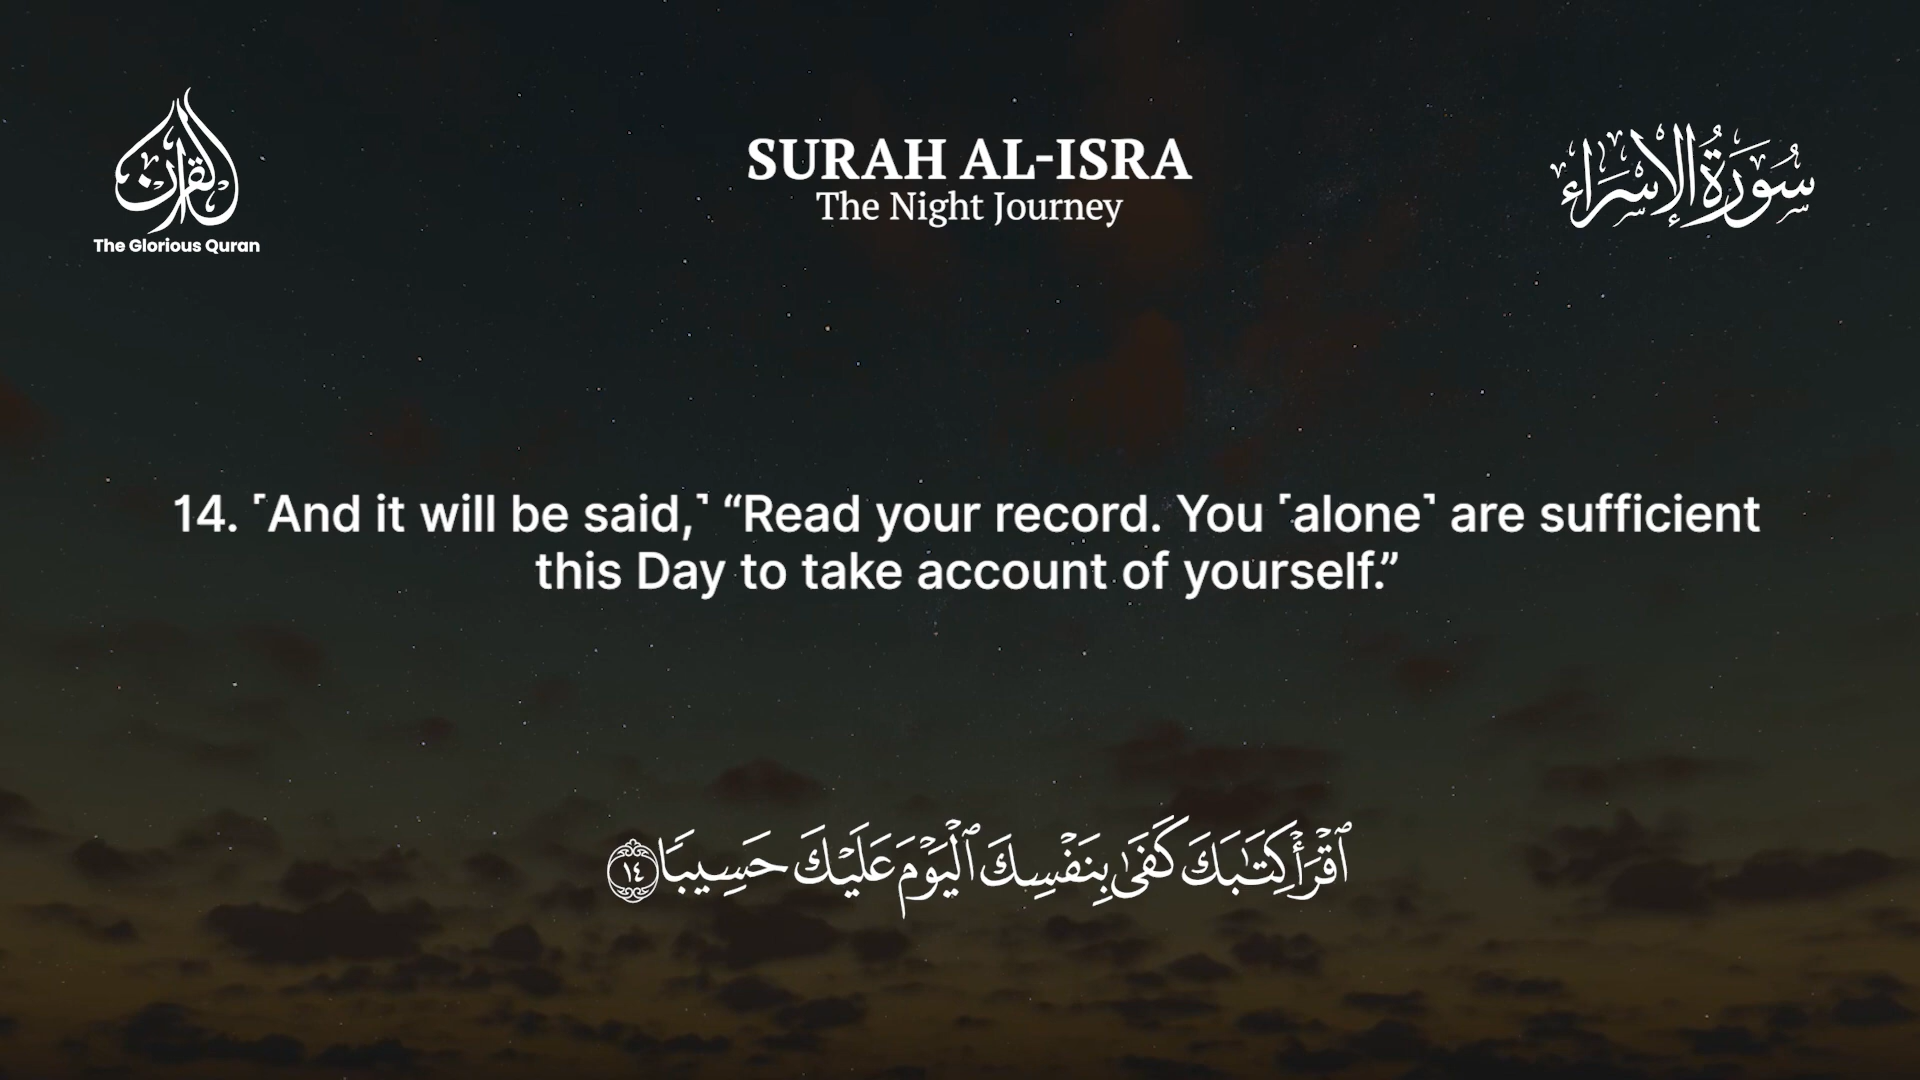 القرآن
The Glorious Quran
SURAH AL-ISRA
The Night Journey
سُورَةُ الإِسْرَاء
14. ˹And it will be said,˺ “Read your record. You ˹alone˺ are sufficient
this Day to take account of yourself.”
ٱقْرَأْ كِتَـٰبَكَ كَفَىٰ بِنَفْسِكَ ٱلْيَوْمَ عَلَيْكَ حَسِيبًا ١٤